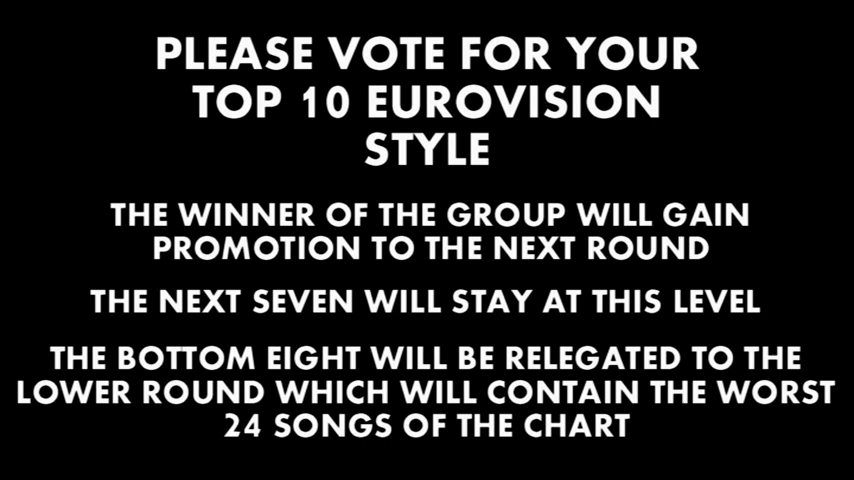 PLEASE VOTE FOR YOUR
TOP 10 EUROVISION
STYLE
THE WINNER OF THE GROUP WILL GAIN
PROMOTION TO THE NEXT ROUND
THE NEXT SEVEN WILL STAY AT THIS LEVEL
THE BOTTOM EIGHT WILL BE RELEGATED TO THE
LOWER ROUND WHICH WILL CONTAIN THE WORST
24 SONGS OF THE CHART